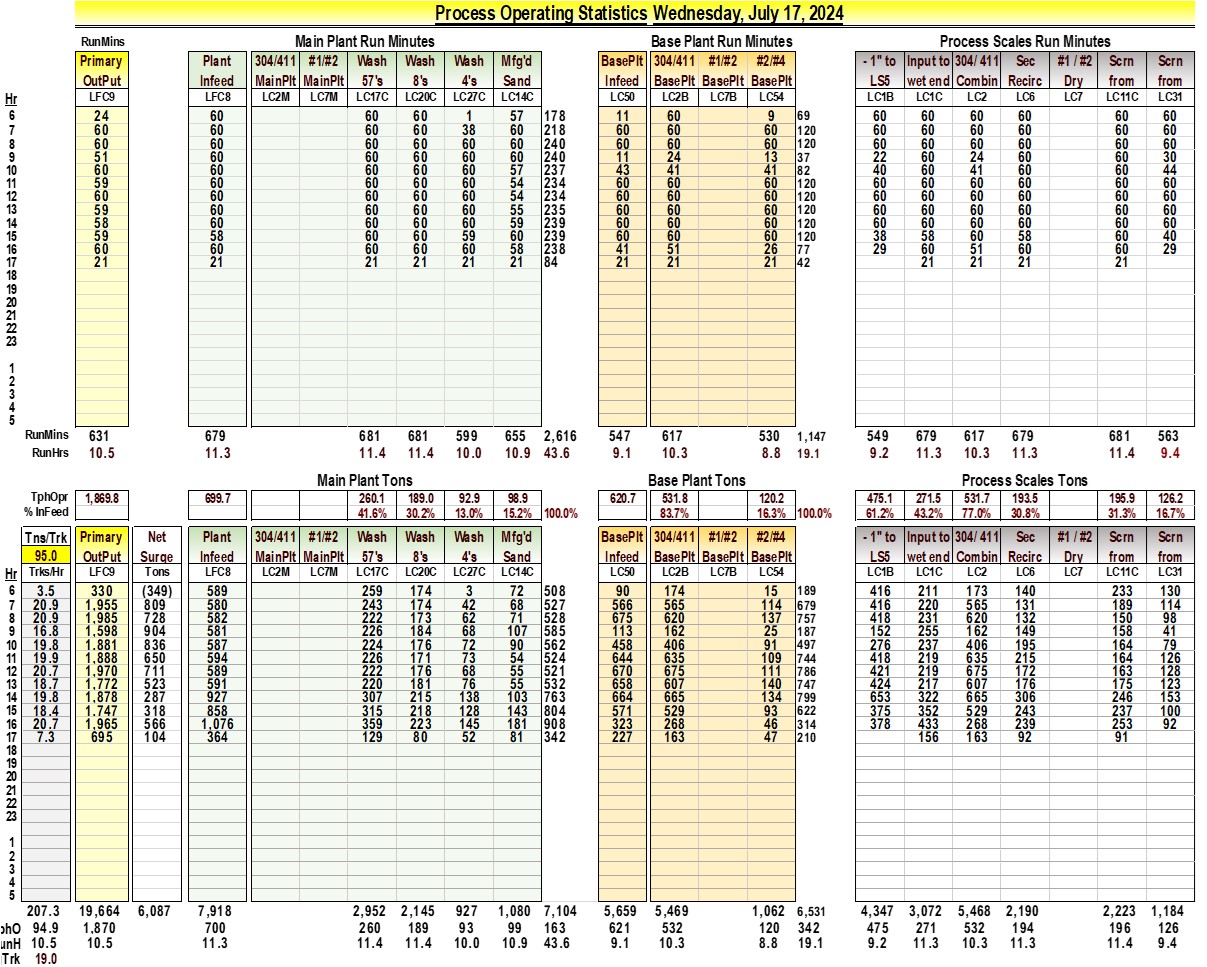 Process Operating Statistics Wednesday, July 17, 2024
RunMins Main Plant Run Minutes Base Plant Run Minutes Process Scales Run Minutes
Primary Plant 304/411 #1/#2 Wash Wash Wash Mfg'd BasePlt 304/411 #1/#2 #2/#4 - 1" to Input to 304/ 411 Sec #1 / #2 Scrn Scrn
OutPut Infeed MainPlt MainPlt 57's 8's 4's Sand Infeed BasePlt BasePlt BasePlt LS5 wet end Combin Recirc Dry from from
Hr LFC9 LFC8 LC2M LC7M LC17C LC20C LC27C LC14C LC50 LC2B LC7B LC54 LC1B LC1C LC2 LC6 LC7 LC11C LC31
6 24 60 60 60 1 57 178 11 60 9 69 60 60 60 60 60 60
7 60 60 60 60 38 60 218 60 60 60 120 60 60 60 60 60 60
8 60 60 60 60 60 60 240 60 60 60 120 60 60 60 60 60 60
9 51 60 60 60 60 60 240 11 24 13 37 22 60 24 60 60 30
10 60 60 60 60 60 57 237 43 41 41 82 40 60 41 60 60 44
11 59 60 60 60 60 54 234 60 60 60 120 60 60 60 60 60 60
12 60 60 60 60 60 54 234 60 60 60 120 60 60 60 60 60 60
13 59 60 60 60 60 55 235 60 60 60 120 60 60 60 60 60 60
14 58 60 60 60 60 59 239 60 60 60 120 60 60 60 60 60 60
15 58 58 60 60 59 60 239 60 60 60 120 38 58 60 58 60 40
16 60 60 60 60 60 58 238 41 51 26 77 29 60 51 60 60 29
17 21 21 21 21 21 21 84 21 21 21 42 21 21 21 21
18
19
20
21
22
23
1
2
3
4
5
RunMins 631 679 681 681 599 655 2,616 547 617 530 1,147 549 679 617 679 681 563
RunHrs 10.5 11.3 11.4 11.4 10.0 10.9 43.6 9.1 10.3 8.8 19.1 9.2 11.3 10.3 11.3 11.4 9.4
Main Plant Tons Base Plant Tons Process Scales Tons
TphOpr 1,869.8 699.7 260.1 189.0 92.9 98.9 620.7 531.8 120.2 475.1 271.5 531.7 193.5 195.9 126.2
% InFeed 41.6% 30.2% 13.0% 15.2% 100.0% 83.7% 16.3% 100.0% 61.2% 43.2% 77.0% 30.8% 31.3% 16.7%
Tns/Trk Primary Net Plant 304/411 #1/#2 Wash Wash Wash Mfg'd BasePlt 304/411 #1/#2 #2/#4 - 1" to Input to 304/ 411 Sec #1 / #2 Scrn Scrn
95.0 OutPut Surge Infeed MainPlt MainPlt 57's 8's 4's Sand Infeed BasePlt BasePlt BasePlt LS5 wet end Combin Recirc Dry from from
Hr Trks/Hr LFC9 Tons LFC8 LC2M LC7M LC17C LC20C LC27C LC14C LC50 LC2B LC7B LC54 LC1B LC1C LC2 LC6 LC7 LC11C LC31
6 3.5 330 (349) 589 259 174 3 72 508 90 174 15 189 416 211 173 140 233 130
7 20.9 1,955 809 580 243 174 42 68 527 566 565 114 679 416 220 565 131 189 114
8 20.9 1,985 728 582 222 173 62 71 528 675 620 137 757 418 231 620 132 150 98
9 16.8 1,598 904 581 226 184 68 107 585 113 162 25 187 152 255 162 149 158 41
10 19.8 1,881 836 587 224 176 72 90 562 458 406 91 497 276 237 406 195 164 79
11 19.9 1,888 650 594 226 171 73 54 524 644 635 109 744 418 219 635 215 164 126
12 20.7 1,970 711 589 222 176 68 55 521 670 675 111 786 421 219 675 172 163 128
13 18.7 1,772 523 591 220 181 76 55 532 658 607 140 747 424 217 607 176 175 123
14 19.8 1,878 287 927 307 215 138 103 763 664 665 134 799 653 322 665 306 246 153
15 18.4 1,747 318 858 315 218 128 143 804 571 529 93 622 375 352 529 243 237 100
16 20.7 1,965 566 1,076 359 223 145 181 908 323 268 46 314 378 433 268 239 253 92
17 7.3 695 104 364 129 80 52 81 342 227 163 47 210 156 163 92 91
18
19
20
21
22
23
1
2
3
4
5
207.3 19,664 6,087 7,918 2,952 2,145 927 1,080 7,104 5,659 5,469 1,062 6,531 4,347 3,072 5,468 2,190 2,223 1,184
phO 94.9 1,870 700 260 189 93 99 163 621 532 120 342 475 271 532 194 196 126
unH 10.5 10.5 11.3 11.4 11.4 10.0 10.9 43.6 9.1 10.3 8.8 19.1 9.2 11.3 10.3 11.3 11.4 9.4
Trk 19.0